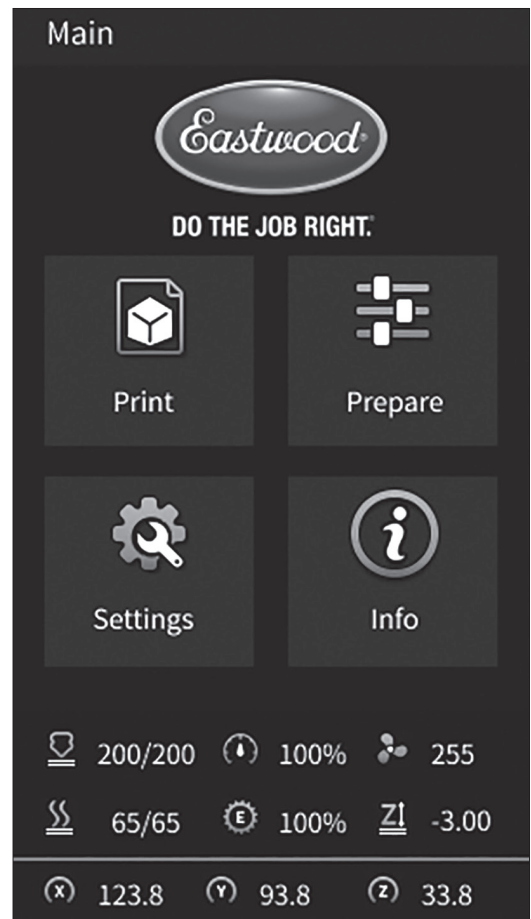 Main
Eastwood®
DO THE JOB RIGHT.®
Print Prepare
Settings Info
200/200 100% 255
65/65 E 100% Z -3.00
X 123.8 Y 93.8 Z 33.8